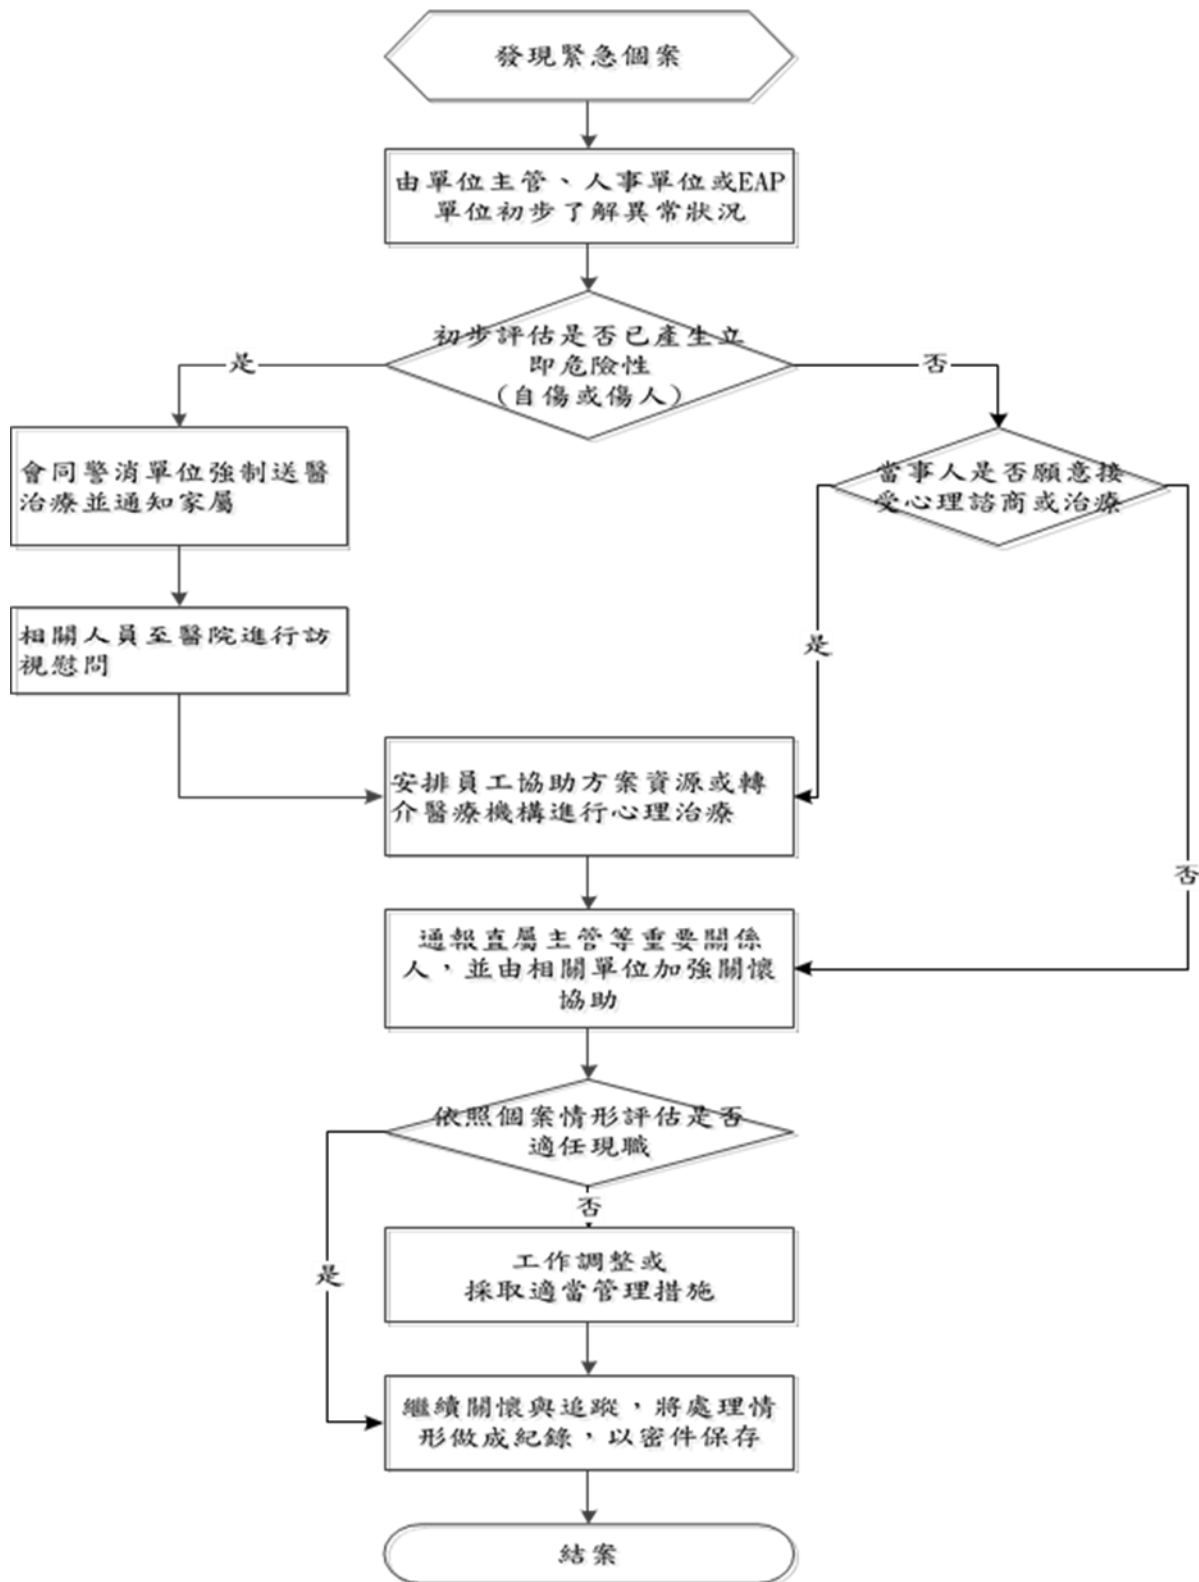 發現緊急個案
由單位主管、人事單位或EAP
單位初步了解異常狀況
初步評估是否已產生立
即危險性
(自傷或傷人)
是
否
會同警消單位強制送醫
治療並通知家屬
當事人是否願意接
受心理諮商或治療
相關人員至醫院進行訪
視慰問
是
安排員工協助方案資源或轉
介醫療機構進行心理治療
否
通報直屬主管等重要關係
人，並由相關單位加強關懷
協助
依照個案情形評估是否
適任現職
否
是
工作調整或
採取適當管理措施
繼續關懷與追蹤，將處理情
形做成紀錄，以密件保存
結案